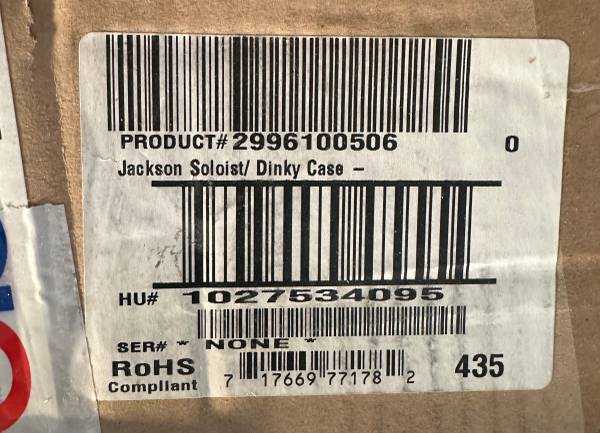 PRODUCT# 2996100506 0
Jackson Soloist/ Dinky Case –
HU# 1027534095
SER# * NONE *
RoHS
Compliant
7 17669 77178 2
435